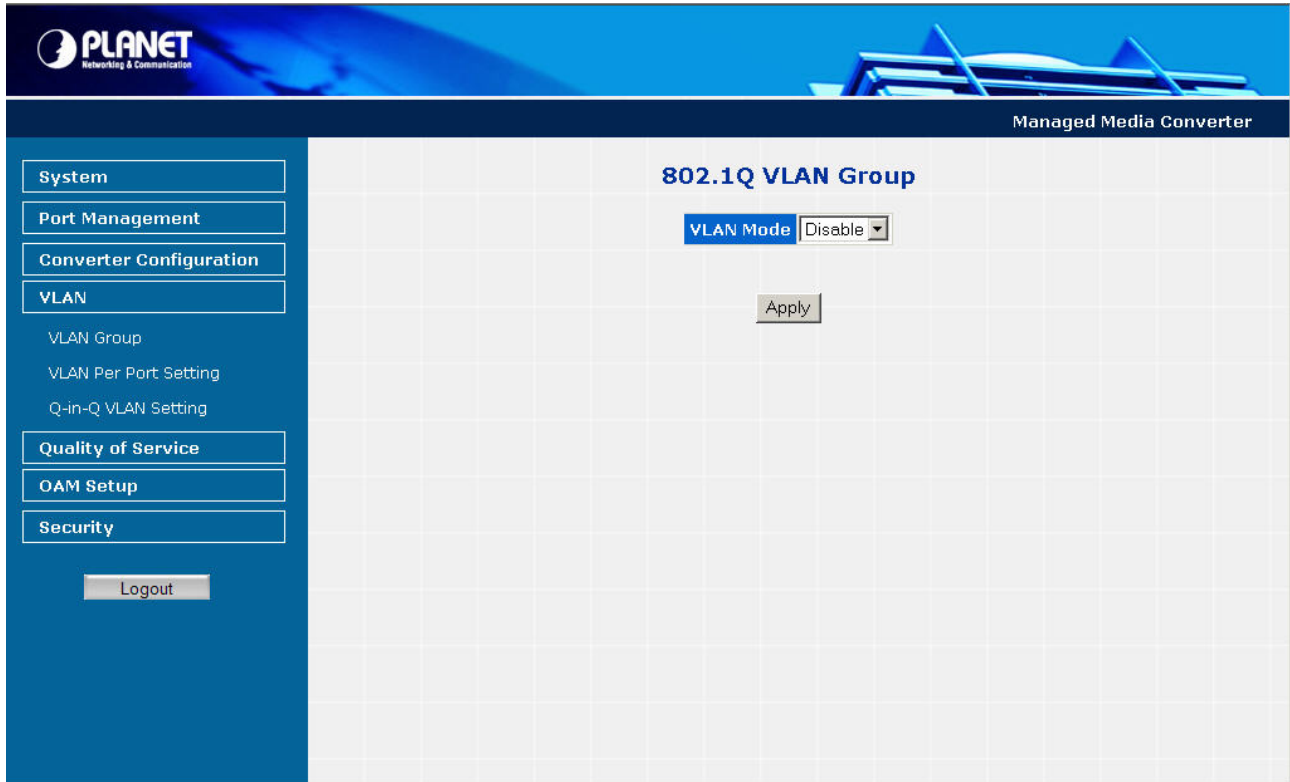 PLANET
Networking & Communication
Managed Media Converter
System
Port Management
Converter Configuration
VLAN
VLAN Group
VLAN Per Port Setting
Q-in-Q VLAN Setting
Quality of Service
OAM Setup
Security
Logout
802.1Q VLAN Group
VLAN Mode Disable
Apply